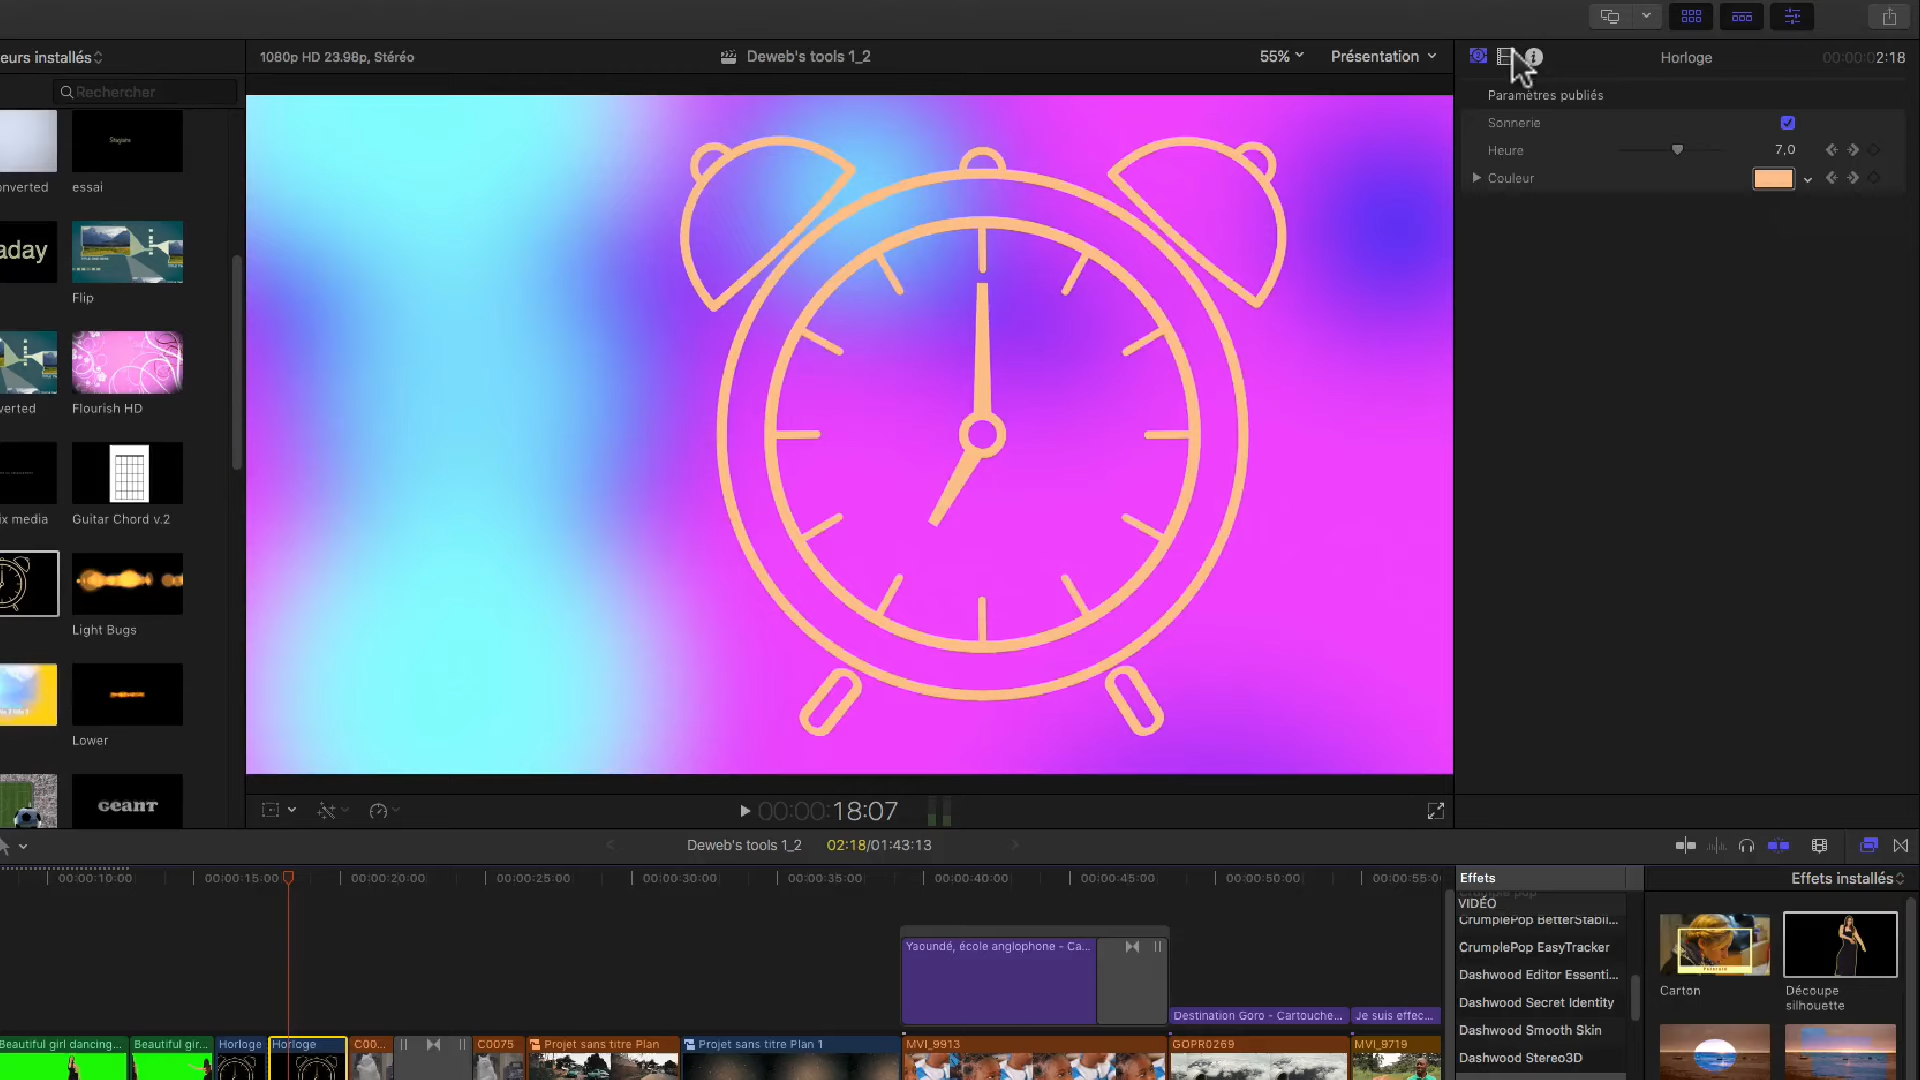 eurs installés
Rechercher
onverted
essai
aday
Flip
verted
Flourish HD
ix media
Guitar Chord v.2
Light Bugs
Lower
GEANT
1080p HD 23.98p, Stéréo
Deweb's tools 1_2
55%
Présentation
Horloge
00:00:02:18
Paramètres publiés
Sonnerie
Heure
7,0
Couleur
00:00:18:07
Deweb's tools 1_2
02:18/01:43:13
00:00:10:00
00:00:15:00
00:00:20:00
00:00:25:00
00:00:30:00
00:00:35:00
00:00:40:00
00:00:45:00
00:00:50:00
00:00:55:0
Yaoundé, école anglophone - Ca...
Destination Goro - Cartouche...
Je suis effec...
Beautiful girl dancing...
Beautiful gir...
Horloge
Horloge
C00...
C0075
Projet sans titre Plan
Projet sans titre Plan 1
MVI_9913
GOPR0269
MVI_9719
Effets
Effets installés
VIDÉO
CrumplePop BetterStabili...
CrumplePop EasyTracker
Dashwood Editor Essenti...
Dashwood Secret Identity
Dashwood Smooth Skin
Dashwood Stereo3D
Carton
Découpe
silhouette